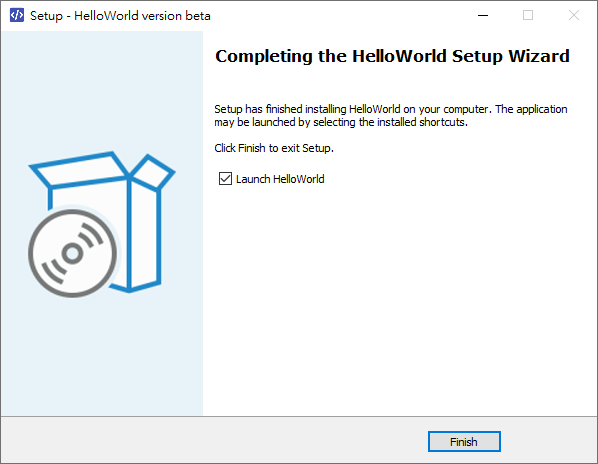 Setup - HelloWorld version beta
Completing the HelloWorld Setup Wizard
Setup has finished installing HelloWorld on your computer. The application
may be launched by selecting the installed shortcuts.
Click Finish to exit Setup.
Launch HelloWorld
Finish